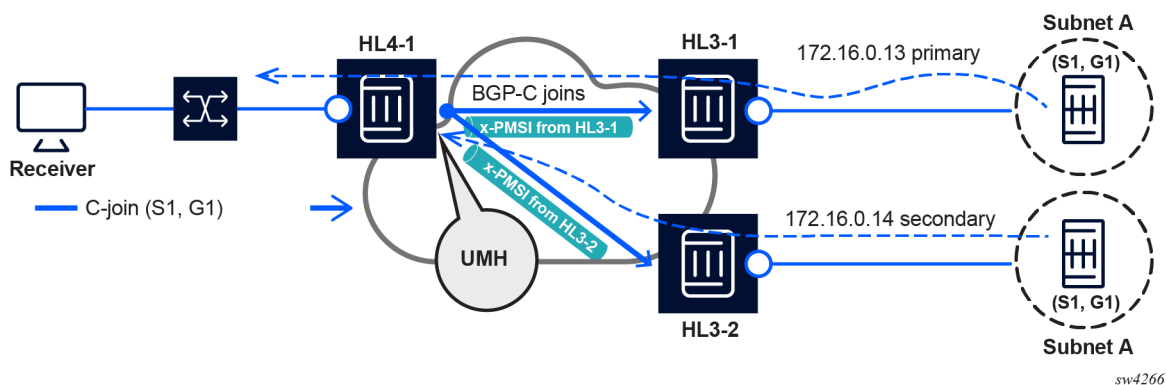 Subnet A
HL4-1
HL3-1
172.16.0.13 primary
(S1, G1)
BGP-C joins
x-PMSI from HL3-1
Receiver
x-PMSI from HL3-2
C-join (S1, G1)
172.16.0.14 secondary
UMH
(S1, G1)
HL3-2
Subnet A
sw4266